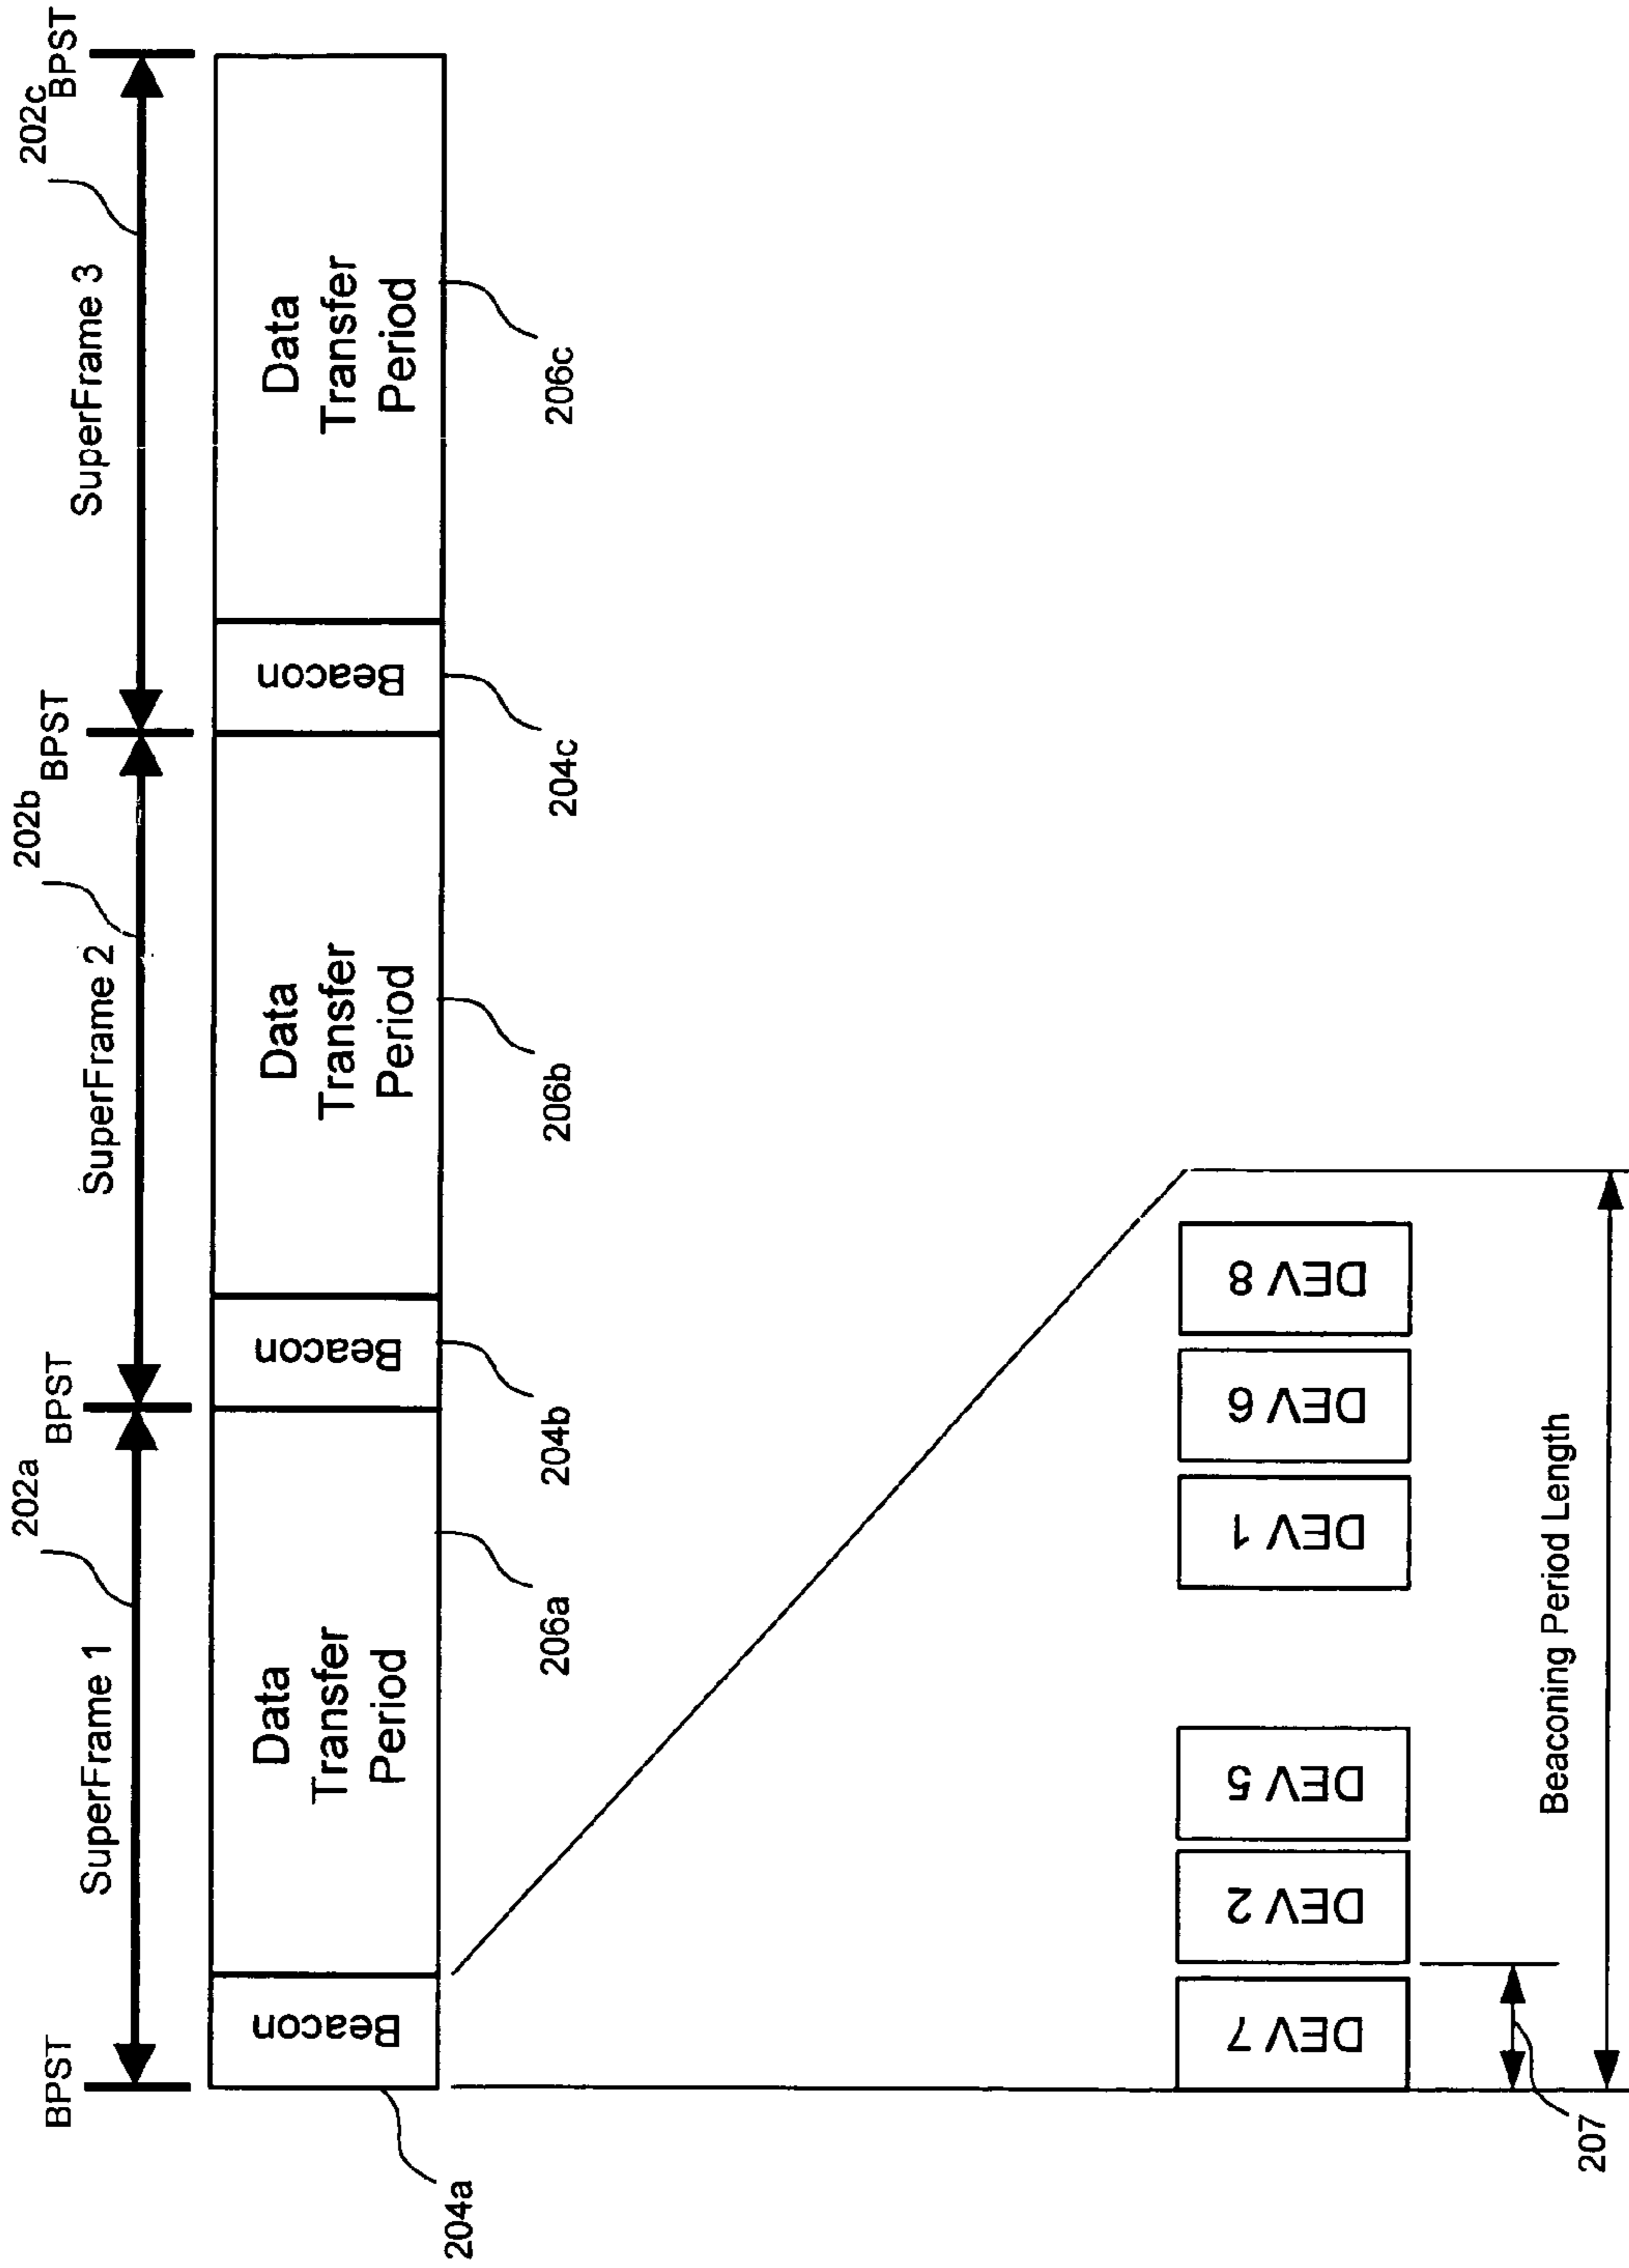 202a
202b
202c
BPST
SuperFrame 1
BPST
SuperFrame 2
BPST
SuperFrame 3
BPST
Beacon
Data
Transfer
Period
Beacon
Data
Transfer
Period
Beacon
Data
Transfer
Period
204a
206a
204b
206b
204c
206c
DEV 7
DEV 2
DEV 5
DEV 1
DEV 6
DEV 8
207
Beaconing Period Length